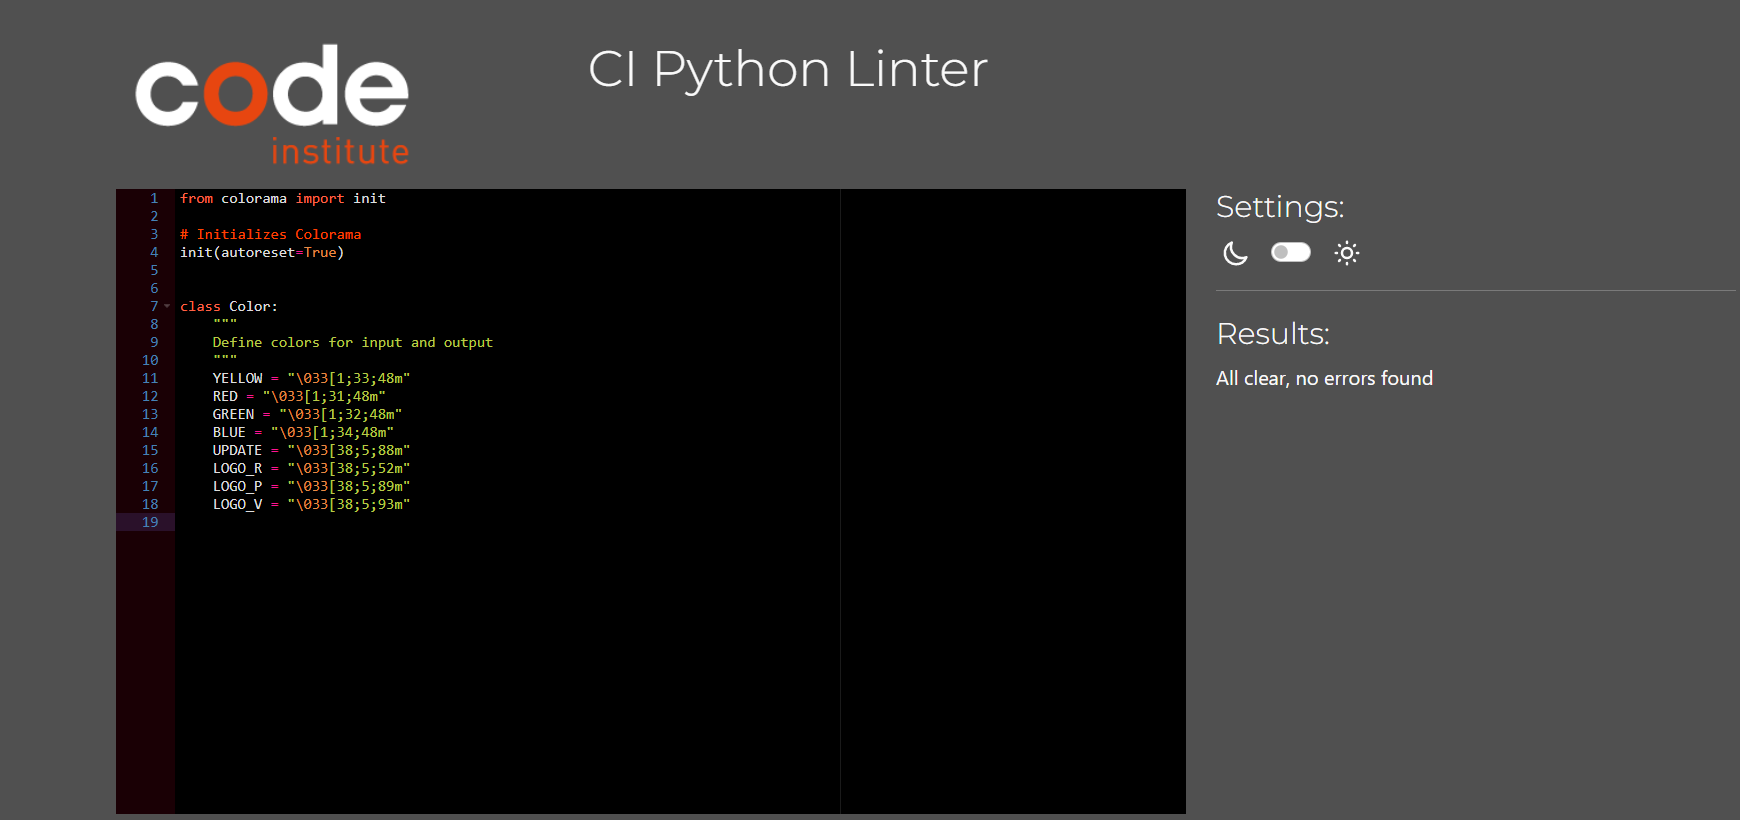 code
institute
CI Python Linter
1 from colorama import init
2
3 # Initializes Colorama
4 init(autoreset=True)
5
6
7 class Color:
8     """
9     Define colors for input and output
10     """
11     YELLOW = "\033[1;33;48m"
12     RED = "\033[1;31;48m"
13     GREEN = "\033[1;32;48m"
14     BLUE = "\033[1;34;48m"
15     UPDATE = "\033[38;5;88m"
16     LOGO_R = "\033[38;5;52m"
17     LOGO_P = "\033[38;5;89m"
18     LOGO_V = "\033[38;5;93m"
19
Settings:
Results:
All clear, no errors found